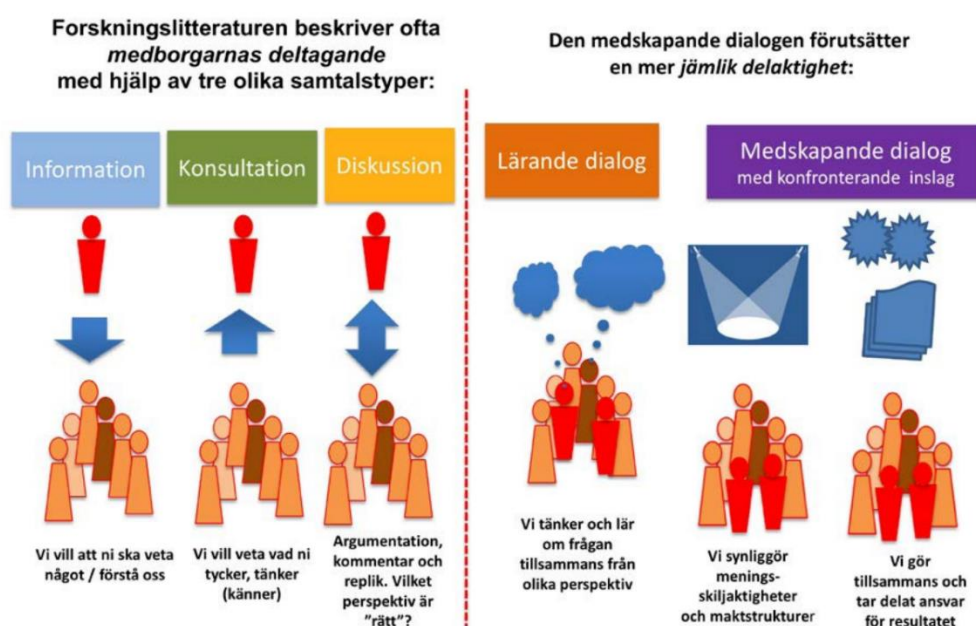 Forskningslitteraturen beskriver ofta
medborgarnas deltagande
med hjälp av tre olika samtalstyper:
Den medskapande dialogen förutsätter
en mer jämlik delaktighet:
Information
Konsultation
Diskussion
Lärande dialog
Medskapande dialog
med konfronterande inslag
Vi vill att ni ska veta
något / förstå oss
Vi vill veta vad ni
tycker, tänker
(känner)
Argumentation,
kommentar och
replik. Vilket
perspektiv är
”rätt”?
Vi tänker och lär
om frågan
tillsammans från
olika perspektiv
Vi synliggör
menings-
skiljaktigheter
och maktstrukturer
Vi gör
tillsammans och
tar delat ansvar
för resultatet